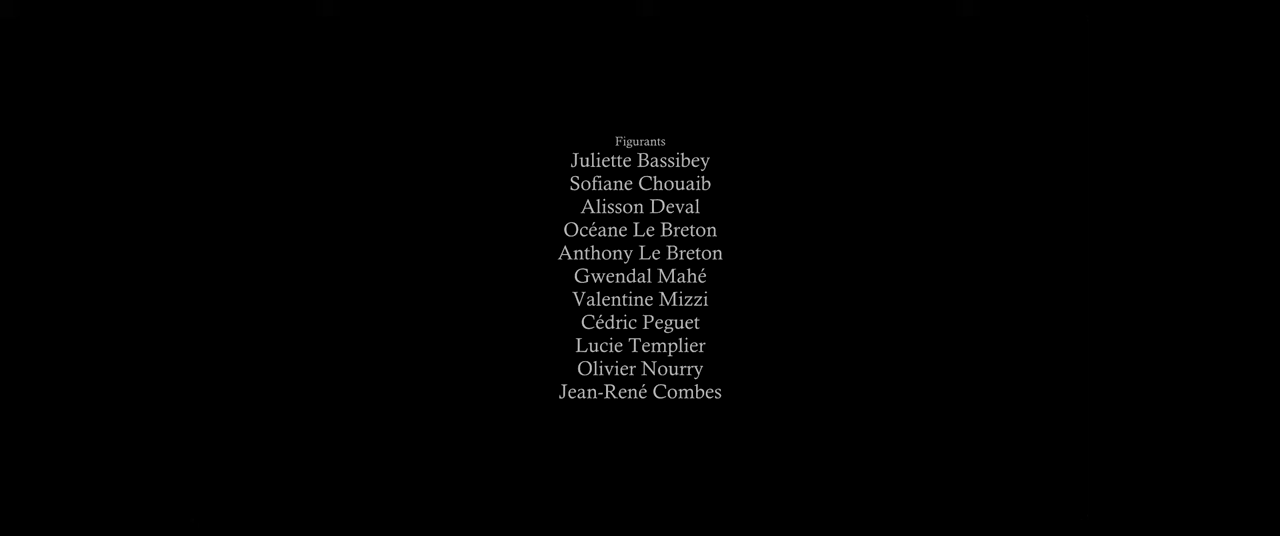 Figurants
Juliette Bassibey
Sofiane Chouaib
Alisson Deval
Océane Le Breton
Anthony Le Breton
Gwendal Mahé
Valentine Mizzi
Cédric Peguet
Lucie Templier
Olivier Nourry
Jean-René Combes